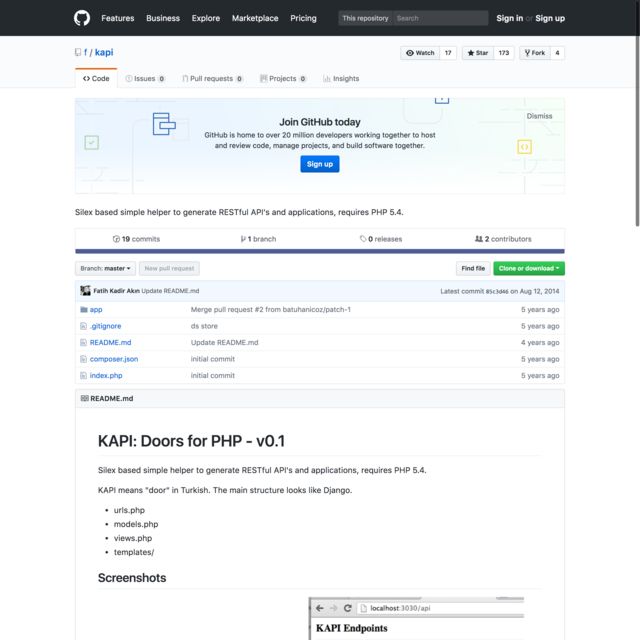 Features Business Explore Marketplace Pricing This repository Search Sign in or Sign up
f / kapi Watch 17 Star 173 Fork 4
Code Issues 0 Pull requests 0 Projects 0 Insights
Dismiss
Join GitHub today
GitHub is home to over 20 million developers working together to host
and review code, manage projects, and build software together.
Sign up
Silex based simple helper to generate RESTful API's and applications, requires PHP 5.4.
19 commits 1 branch 0 releases 2 contributors
Branch: master New pull request Find file Clone or download
Fatih Kadir Akın Update README.md Latest commit 85c3d46 on Aug 12, 2014
app Merge pull request #2 from batuhanicoz/patch-1 5 years ago
.gitignore ds store 5 years ago
README.md Update README.md 4 years ago
composer.json initial commit 5 years ago
index.php initial commit 5 years ago
README.md
KAPI: Doors for PHP - v0.1
Silex based simple helper to generate RESTful API's and applications, requires PHP 5.4.
KAPI means "door" in Turkish. The main structure looks like Django.
urls.php
models.php
views.php
templates/
Screenshots
localhost:3030/api
KAPI Endpoints